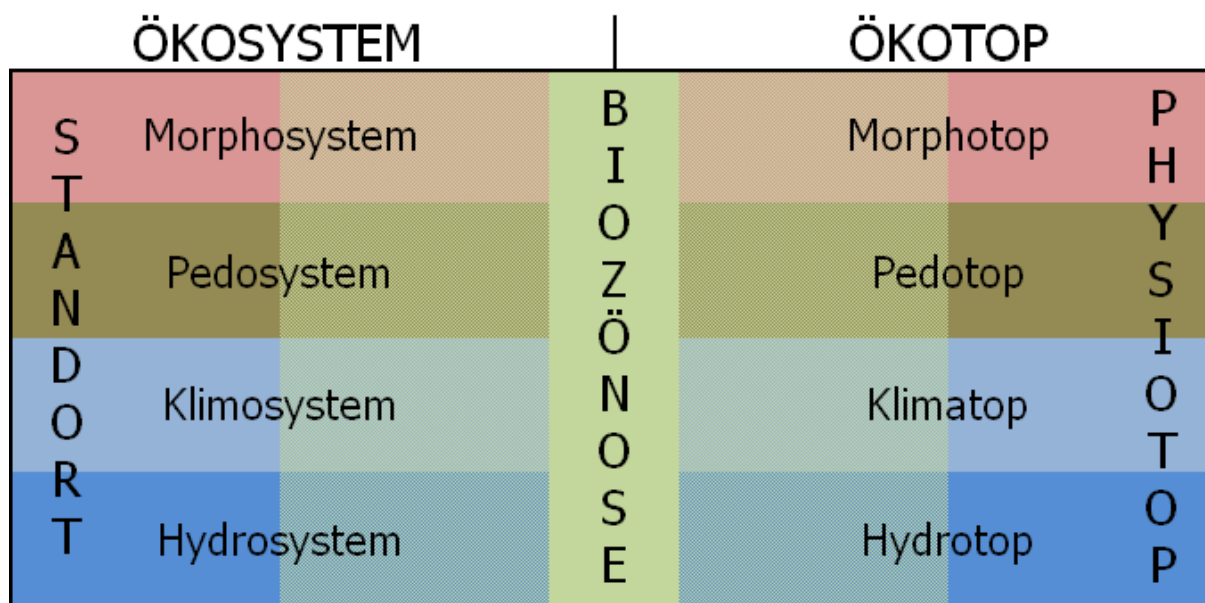 ÖKOSYSTEM | ÖKOTOP
STANDORT
Morphosystem
Pedosystem
Klimosystem
Hydrosystem
BIOZÖNOSE
Morphotop
Pedotop
Klimatop
Hydrotop
PHYSIOTOP